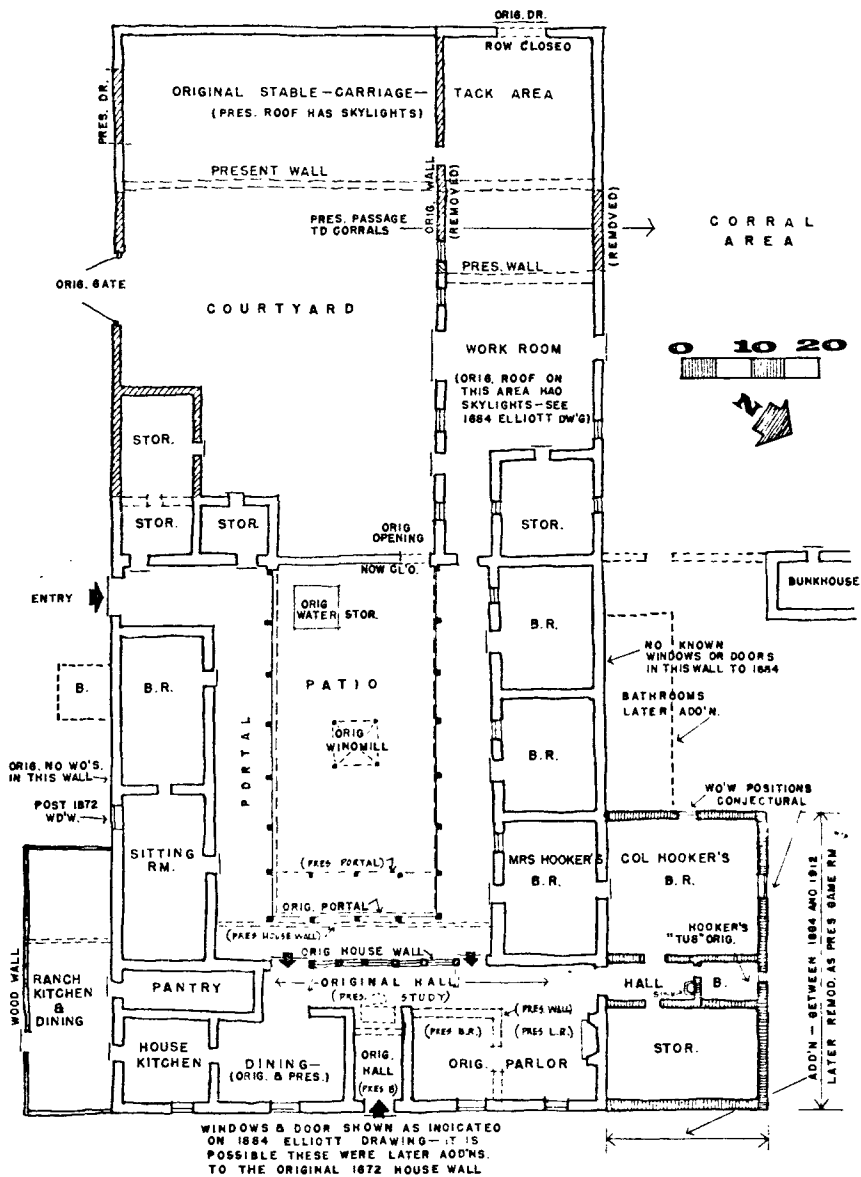 ORIG. DR.
ROW CLOSED
ORIGINAL STABLE-CARRIAGE- TACK AREA
(PRES. ROOF HAS SKYLIGHTS)
PRES. DR.
PRESENT WALL
ORIG. WALL
(REMOVED)
(REMOVED)
PRES. PASSAGE
TD CORRALS
CORRAL
AREA
PRES. WALL
ORIG. GATE
COURTYARD
WORK ROOM
(ORIG. ROOF ON
THIS AREA HAD
SKYLIGHTS-SEE
1884 ELLIOTT DW'G)
0 10 20
N
STOR.
STOR.
STOR.
STOR.
ORIG
OPENING
NOW CL'D.
BUNKHOUSE
ENTRY
ORIG
WATER STOR.
B.R.
NO KNOWN
WINDOWS OR DOORS
IN THIS WALL TO 1884
B.
B.R.
PATIO
BATHROOMS
LATER ADD'N.
PORTAL
ORIG
WINDMILL
B.R.
ORIG. NO WD'S.
IN THIS WALL
WD'W POSITIONS
CONJECTURAL
POST 1872
WD'W.
SITTING
RM.
(PRES PORTAL)
MRS HOOKER'S
B.R.
COL HOOKER'S
B.R.
ORIG. PORTAL
(PRES HOUSE WALL)
ORIG HOUSE WALL
HOOKER'S
"TUB" ORIG.
WOOD WALL
RANCH
KITCHEN
&
DINING
PANTRY
ORIGINAL HALL
(PRES. STUDY)
HALL
SINK
B.
(PRES WALL)
(PRES B.R.)
(PRES L.R.)
HOUSE
KITCHEN
DINING-
(ORIG. & PRES.)
ORIG.
HALL
(PRES B)
ORIG. PARLOR
STOR.
ADD'N-BETWEEN 1884 AND 1912
LATER REMOD. AS PRES GAME RM
WINDOWS & DOOR SHOWN AS INDICATED
ON 1884 ELLIOTT DRAWING-IT IS
POSSIBLE THESE WERE LATER ADD'NS.
TO THE ORIGINAL 1872 HOUSE WALL